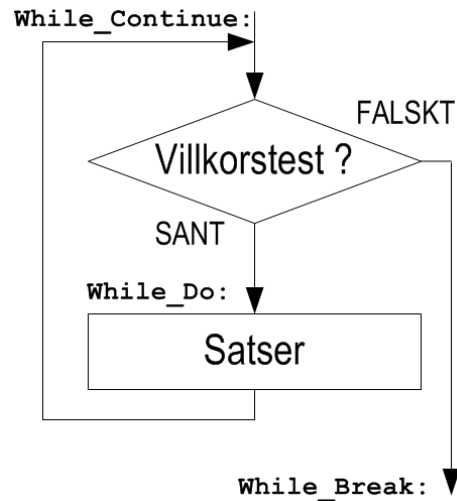 While_Continue:
FALSKT
Villkorstest ?
SANT
While_Do:
Satser
While_Break: